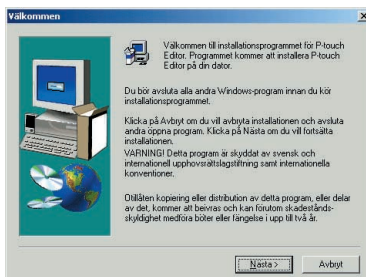 Välkommen
Välkommen till installationsprogrammet för P-touch
Editor. Programmet kommer att installera P-touch
Editor på din dator.
Du bör avsluta alla andra Windows-program innan du kör
installationsprogrammet.
Klicka på Avbryt om du vill avbryta installationen och avsluta
andra öppna program. Klicka på Nästa om du vill fortsätta
installationen.
VARNING! Detta program är skyddat av svensk och
internationell upphovsrättslagstiftning samt internationella
konventioner.
Otillåten kopiering eller distribution av detta program, eller delar
av det, kommer att beivras och kan förutom skadestånds-
skyldighet medföra böter eller fängelse i upp till två år.
Nästa >
Avbryt